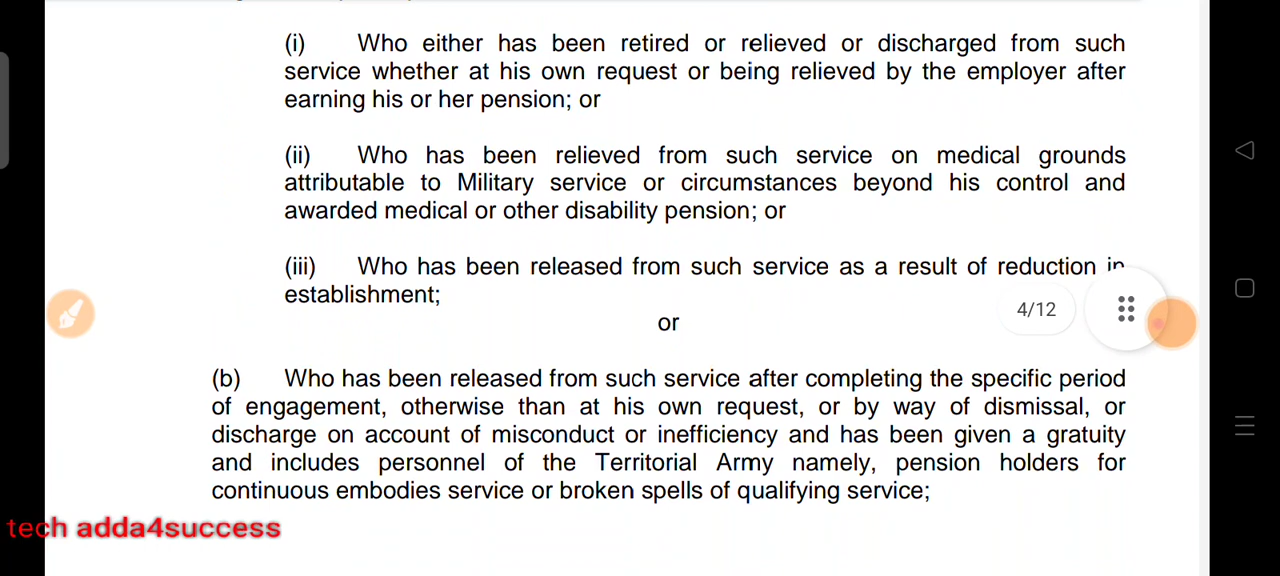 (i) Who either has been retired or relieved or discharged from such
service whether at his own request or being relieved by the employer after
earning his or her pension; or
(ii) Who has been relieved from such service on medical grounds
attributable to Military service or circumstances beyond his control and
awarded medical or other disability pension; or
(iii) Who has been released from such service as a result of reduction in
establishment;
4/12
or
(b) Who has been released from such service after completing the specific period
of engagement, otherwise than at his own request, or by way of dismissal, or
discharge on account of misconduct or inefficiency and has been given a gratuity
and includes personnel of the Territorial Army namely, pension holders for
continuous embodies service or broken spells of qualifying service;
tech adda4success